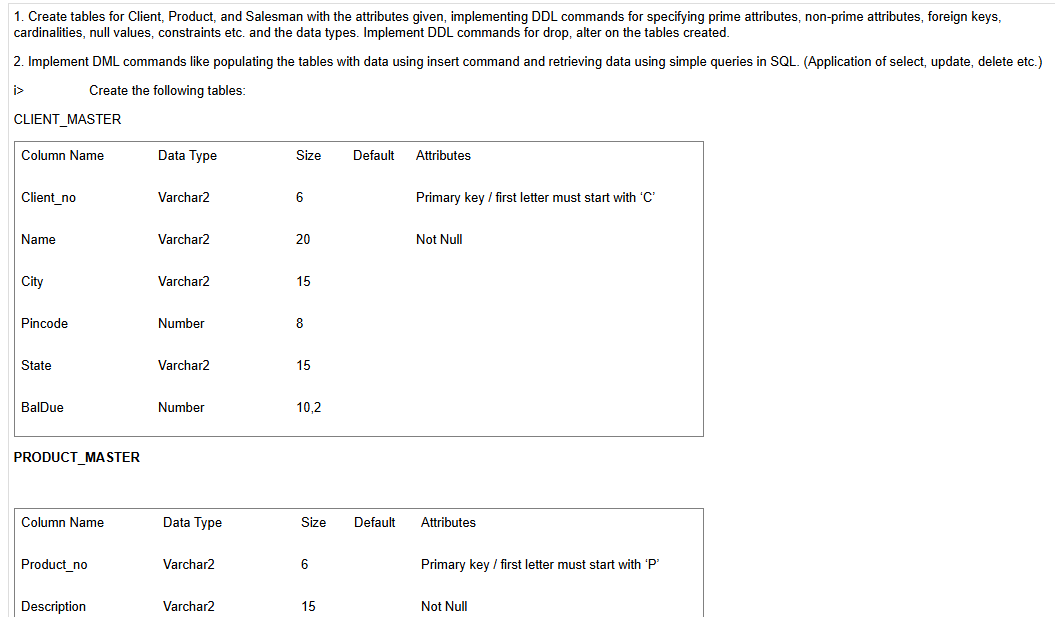 1. Create tables for Client, Product, and Salesman with the attributes given, implementing DDL commands for specifying prime attributes, non-prime attributes, foreign keys,
cardinalities, null values, constraints etc. and the data types. Implement DDL commands for drop, alter on the tables created.
2. Implement DML commands like populating the tables with data using insert command and retrieving data using simple queries in SQL. (Application of select, update, delete etc.)
i> Create the following tables:
CLIENT_MASTER
Column Name Data Type Size Default Attributes
Client_no Varchar2 6 Primary key / first letter must start with ‘C’
Name Varchar2 20 Not Null
City Varchar2 15
Pincode Number 8
State Varchar2 15
BalDue Number 10,2
PRODUCT_MASTER
Column Name Data Type Size Default Attributes
Product_no Varchar2 6 Primary key / first letter must start with ‘P’
Description Varchar2 15 Not Null